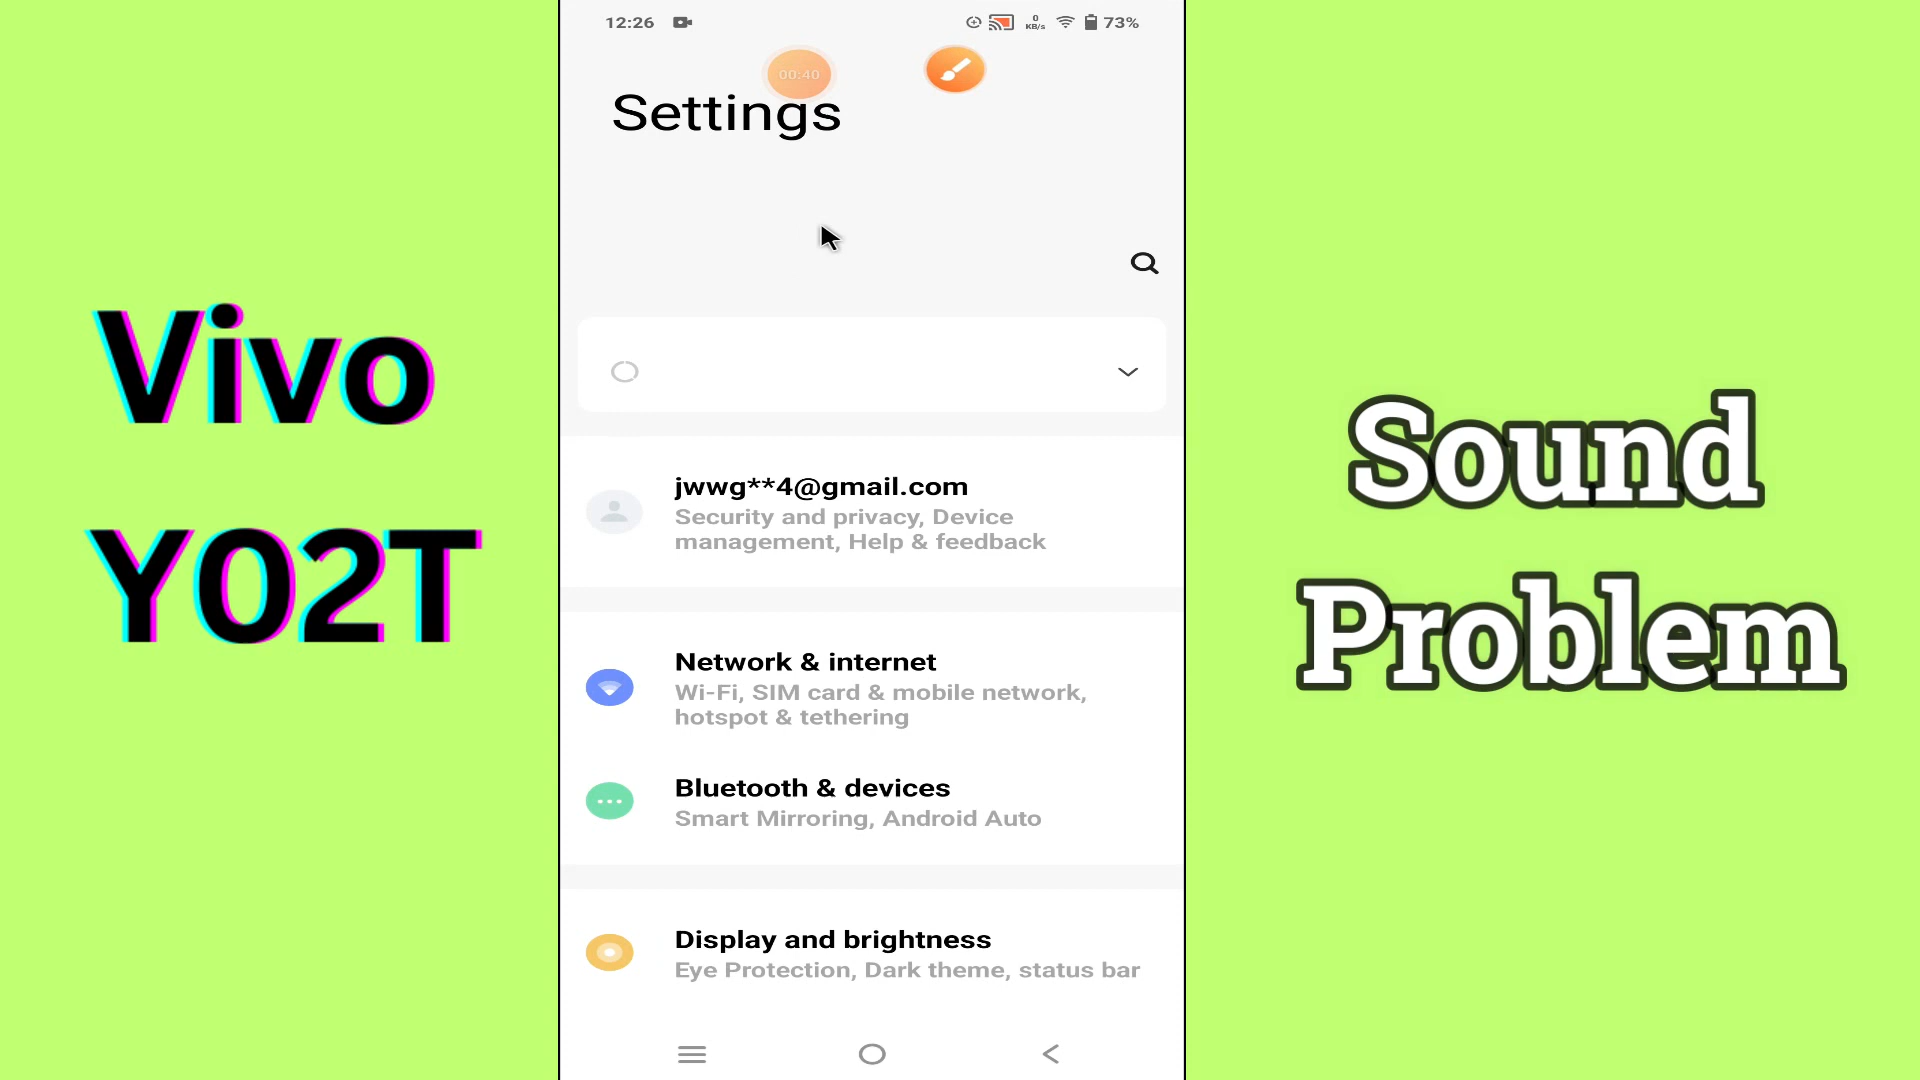 Vivo
Y02T
12:26
0
KB/s
73%
00:40
Settings
jwwg**4@gmail.com
Security and privacy, Device
management, Help & feedback
Network & internet
Wi-Fi, SIM card & mobile network,
hotspot & tethering
Bluetooth & devices
Smart Mirroring, Android Auto
Display and brightness
Eye Protection, Dark theme, status bar
Sound
Problem